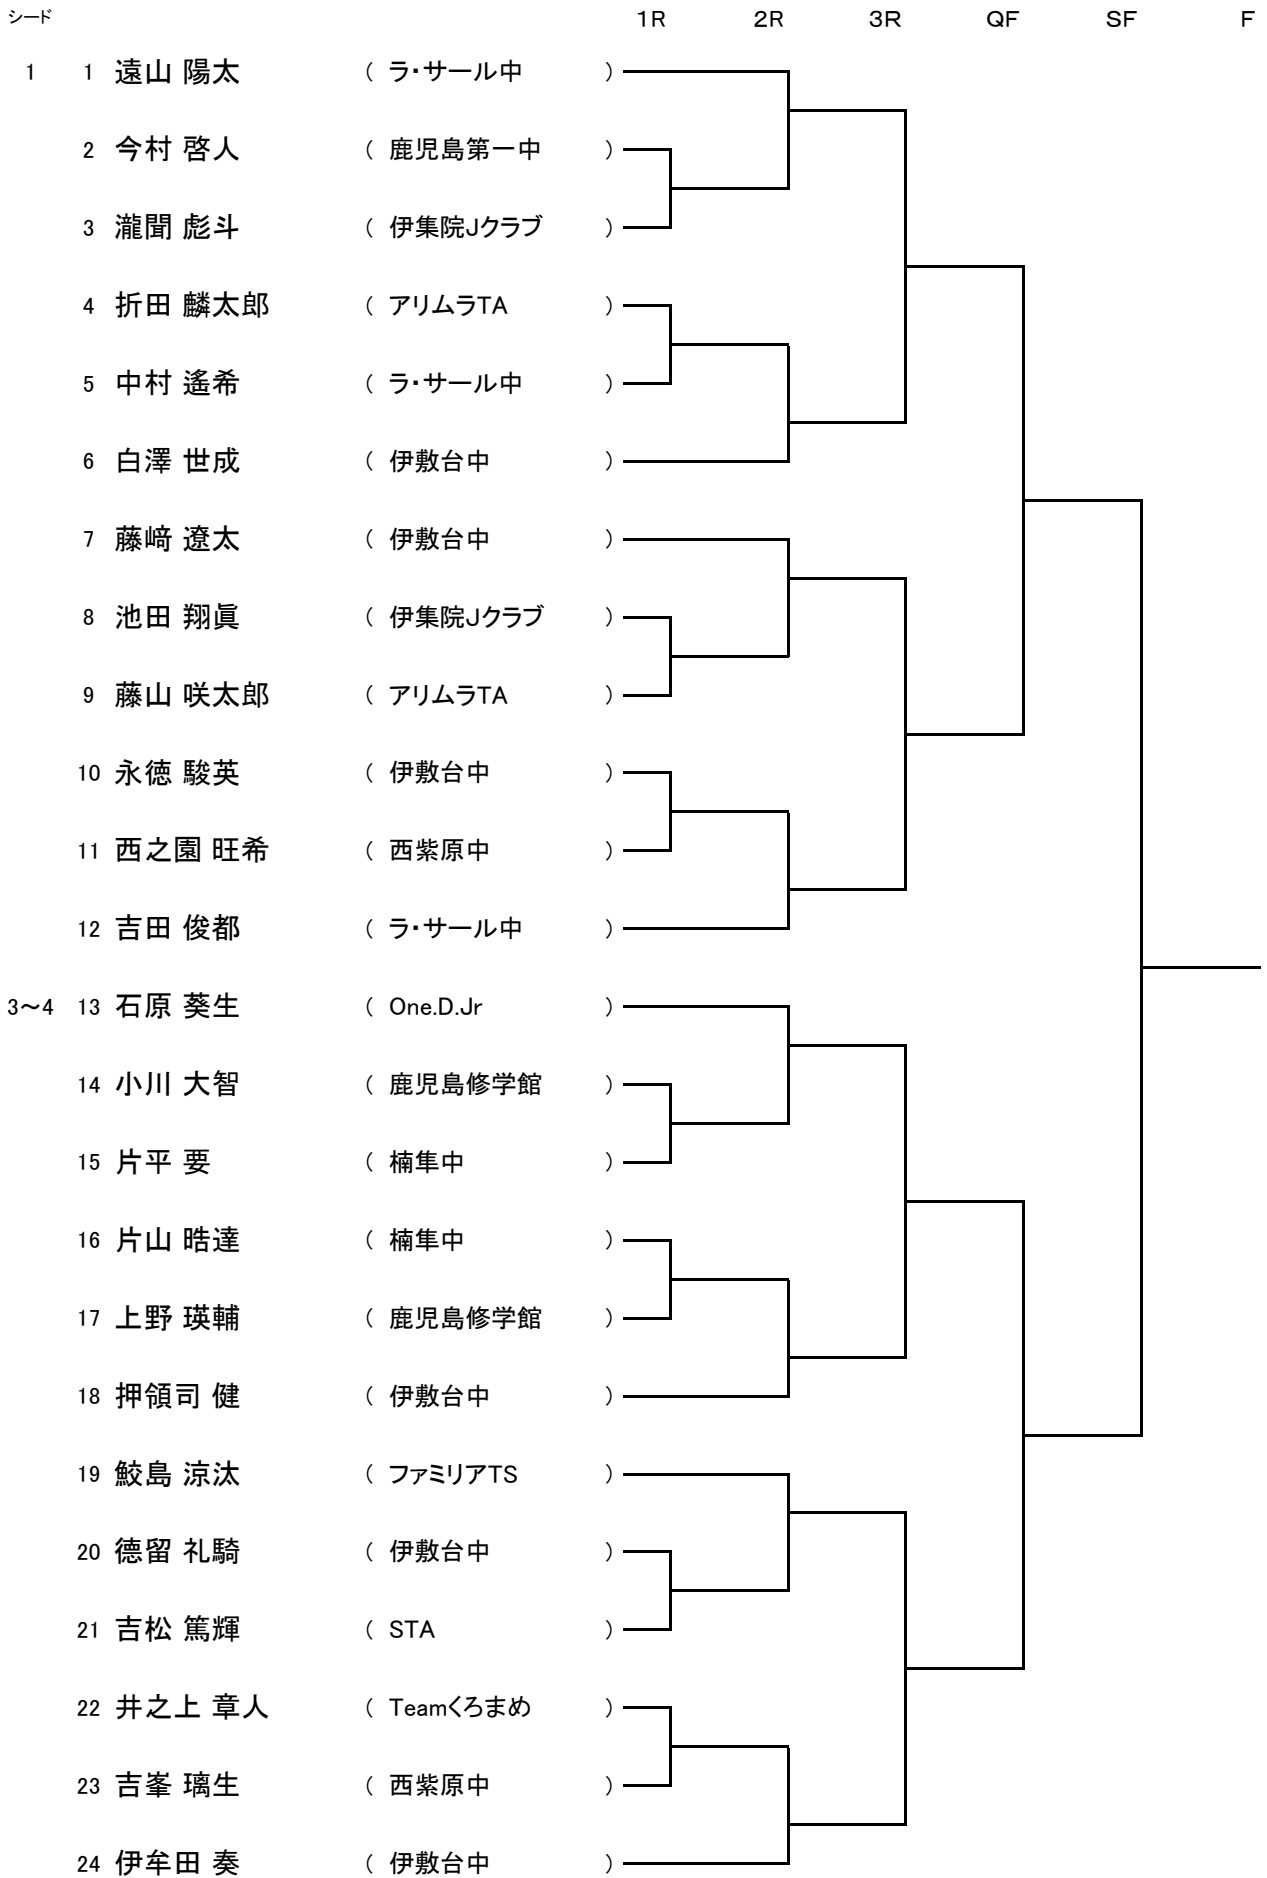 シード 1R 2R 3R QF SF F
1 1 遠山 陽太 ( ラ・サール中 )
2 今村 啓人 ( 鹿児島第一中 )
3 瀧聞 彪斗 ( 伊集院Jクラブ )
4 折田 麟太郎 ( アリムラTA )
5 中村 遙希 ( ラ・サール中 )
6 白澤 世成 ( 伊敷台中 )
7 藤﨑 遼太 ( 伊敷台中 )
8 池田 翔眞 ( 伊集院Jクラブ )
9 藤山 咲太郎 ( アリムラTA )
10 永徳 駿英 ( 伊敷台中 )
11 西之園 旺希 ( 西紫原中 )
12 吉田 俊都 ( ラ・サール中 )
3～4 13 石原 葵生 ( One.D.Jr )
14 小川 大智 ( 鹿児島修学館 )
15 片平 要 ( 楠隼中 )
16 片山 晧達 ( 楠隼中 )
17 上野 瑛輔 ( 鹿児島修学館 )
18 押領司 健 ( 伊敷台中 )
19 鮫島 涼汰 ( ファミリアTS )
20 德留 礼騎 ( 伊敷台中 )
21 吉松 篤輝 ( STA )
22 井之上 章人 ( Teamくろまめ )
23 吉峯 璃生 ( 西紫原中 )
24 伊牟田 奏 ( 伊敷台中 )